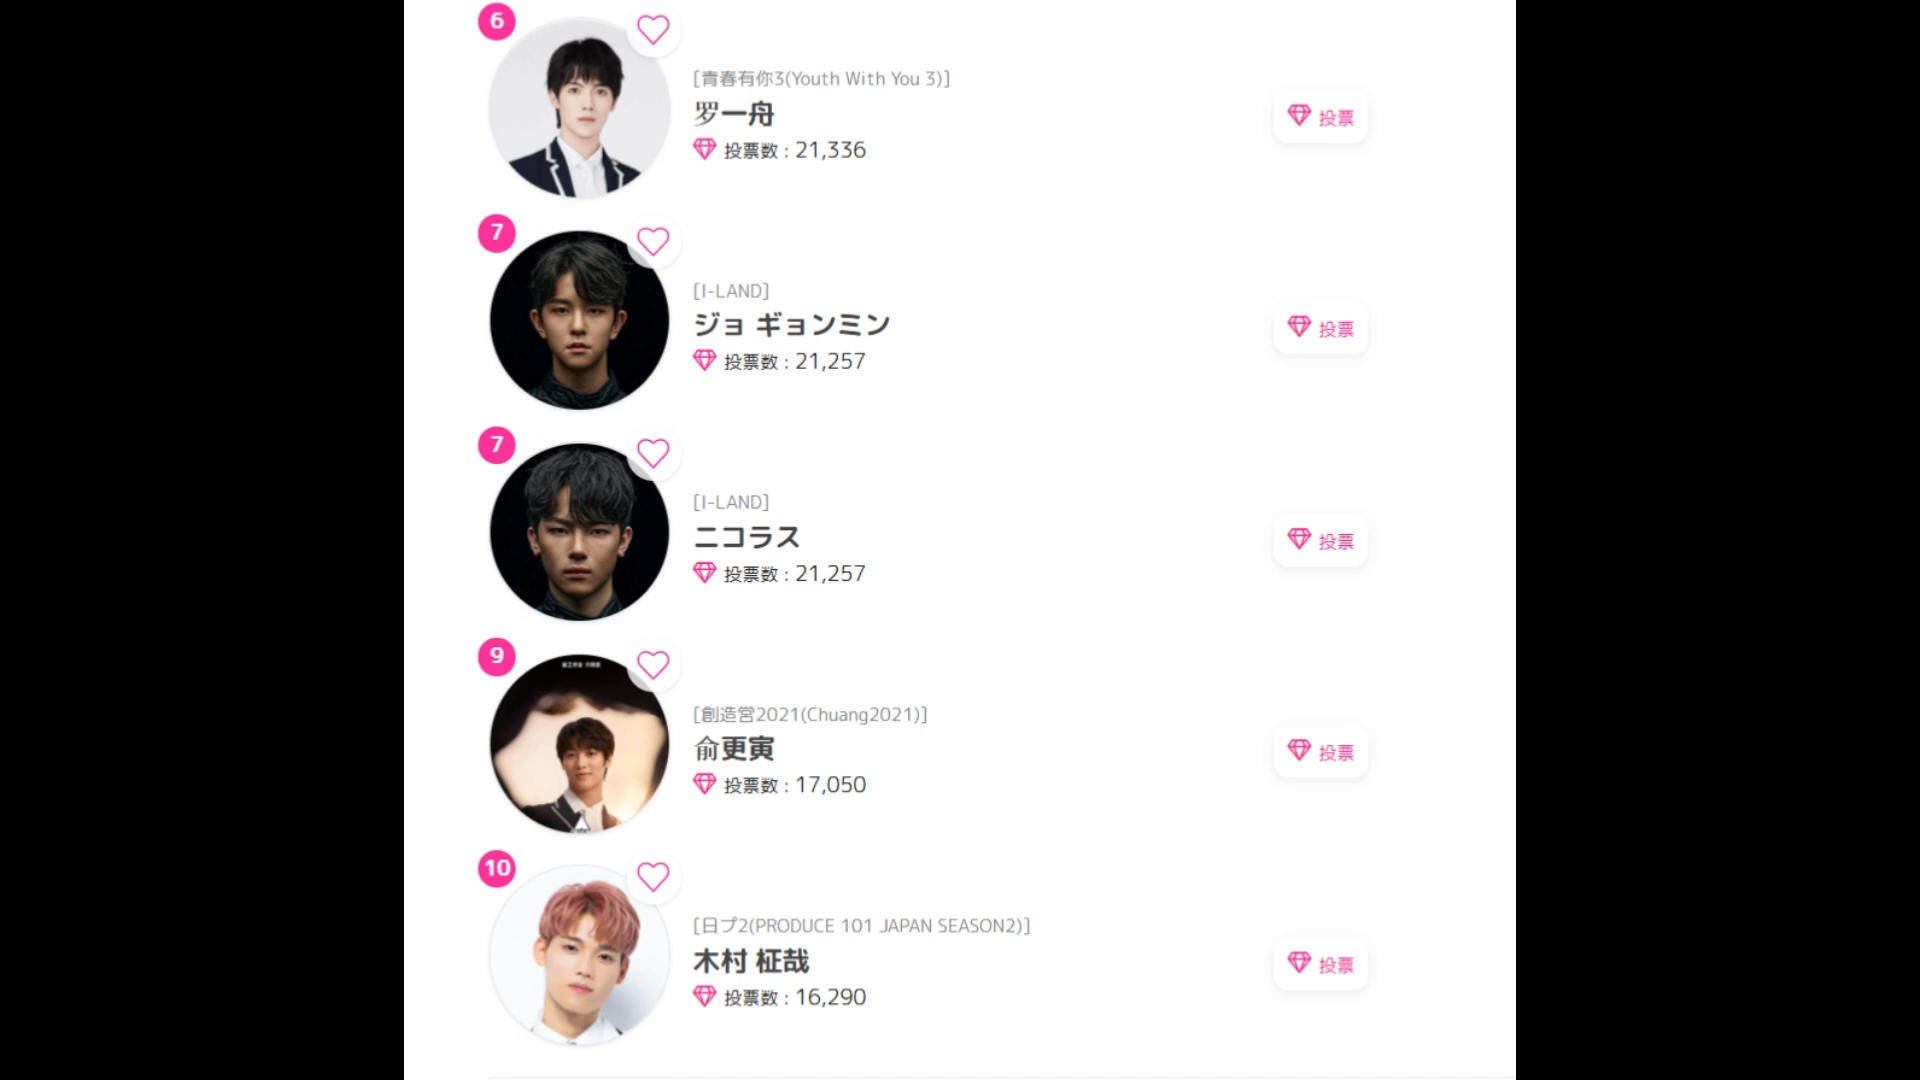 6
[青春有你3(Youth With You 3)]
罗一舟
投票数 : 21,336
投票
7
[I-LAND]
ジョ ギョンミン
投票数 : 21,257
投票
7
[I-LAND]
ニコラス
投票数 : 21,257
投票
9
[創造営2021(Chuang2021)]
俞更寅
投票数 : 17,050
投票
10
[日プ2(PRODUCE 101 JAPAN SEASON2)]
木村 柾哉
投票数 : 16,290
投票